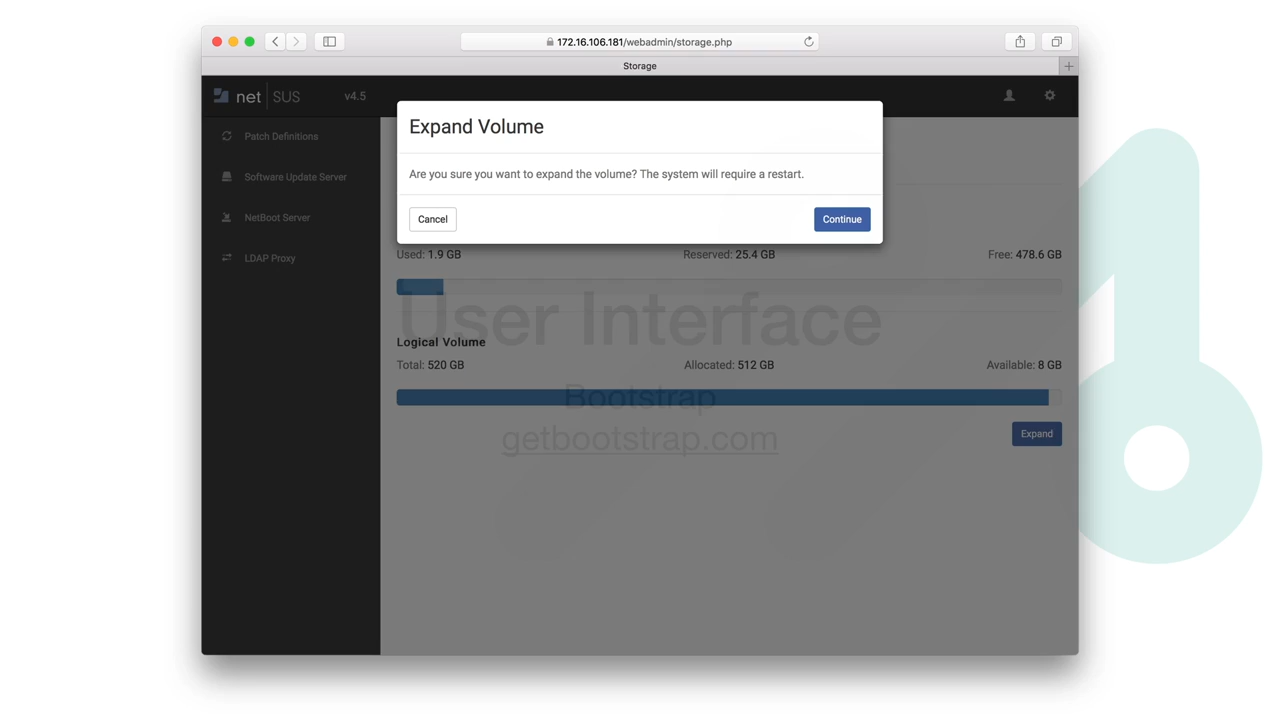 172.16.106.181/webadmin/storage.php
Storage
net SUS v4.5
Patch Definitions
Software Update Server
NetBoot Server
LDAP Proxy
Expand Volume
Are you sure you want to expand the volume? The system will require a restart.
Cancel Continue
Used: 1.9 GB Reserved: 25.4 GB Free: 478.6 GB
User Interface
Logical Volume
Total: 520 GB Allocated: 512 GB Available: 8 GB
Bootstrap
getbootstrap.com
Expand